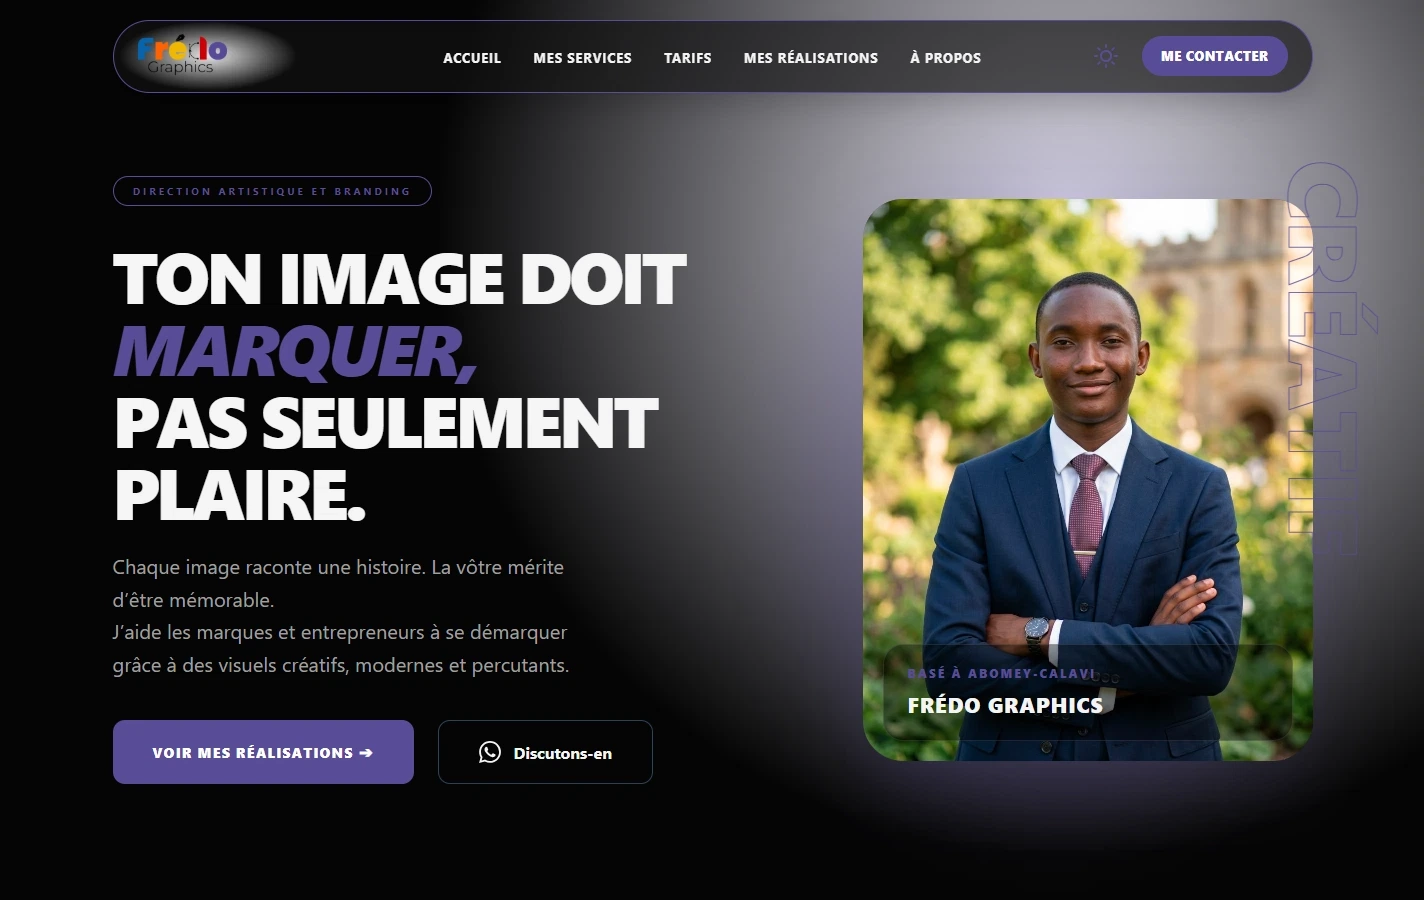 Frédo
Graphics
ACCUEIL
MES SERVICES
TARIFS
MES RÉALISATIONS
À PROPOS
ME CONTACTER
DIRECTION ARTISTIQUE ET BRANDING
TON IMAGE DOIT
MARQUER,
PAS SEULEMENT
PLAIRE.
Chaque image raconte une histoire. La vôtre mérite
d’être mémorable.
J’aide les marques et entrepreneurs à se démarquer
grâce à des visuels créatifs, modernes et percutants.
VOIR MES RÉALISATIONS ➔
Discutons-en
BASÉ À ABOMEY-CALAVI
FRÉDO GRAPHICS
CRÉATIF